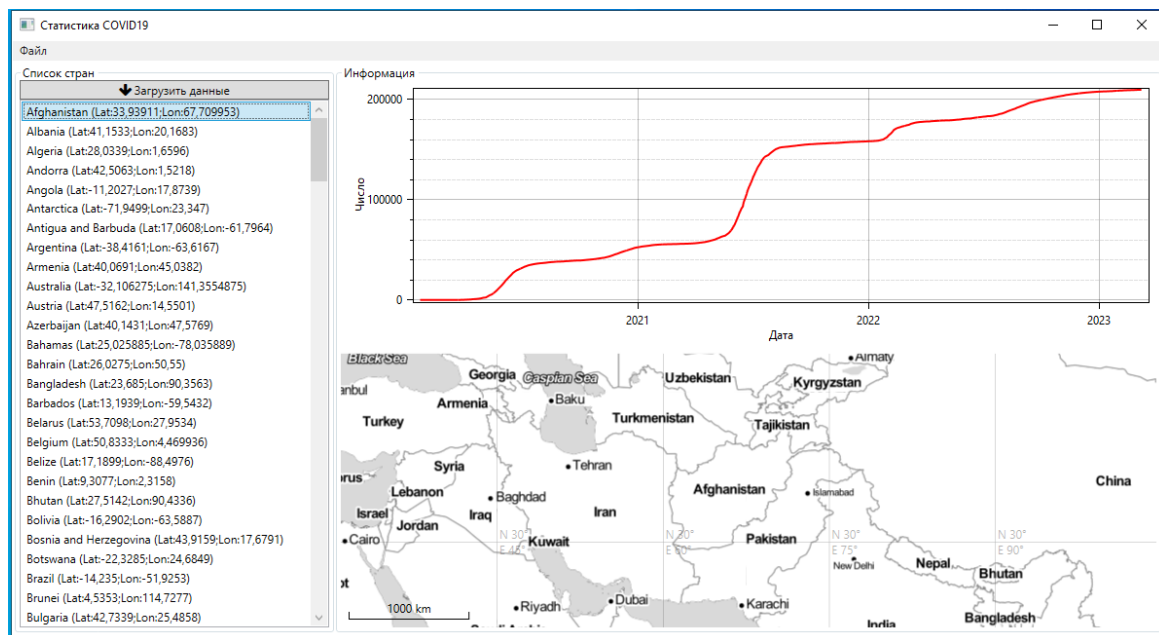 Статистика COVID19
Файл
Список стран
Загрузить данные
Afghanistan (Lat:33,93911;Lon:67,709953)
Albania (Lat:41,1533;Lon:20,1683)
Algeria (Lat:28,0339;Lon:1,6596)
Andorra (Lat:42,5063;Lon:1,5218)
Angola (Lat:-11,2027;Lon:17,8739)
Antarctica (Lat:-71,9499;Lon:23,347)
Antigua and Barbuda (Lat:17,0608;Lon:-61,7964)
Argentina (Lat:-38,4161;Lon:-63,6167)
Armenia (Lat:40,0691;Lon:45,0382)
Australia (Lat:-32,106275;Lon:141,3554875)
Austria (Lat:47,5162;Lon:14,5501)
Azerbaijan (Lat:40,1431;Lon:47,5769)
Bahamas (Lat:25,025885;Lon:-78,035889)
Bahrain (Lat:26,0275;Lon:50,55)
Bangladesh (Lat:23,685;Lon:90,3563)
Barbados (Lat:13,1939;Lon:-59,5432)
Belarus (Lat:53,7098;Lon:27,9534)
Belgium (Lat:50,8333;Lon:4,469936)
Belize (Lat:17,1899;Lon:-88,4976)
Benin (Lat:9,3077;Lon:2,3158)
Bhutan (Lat:27,5142;Lon:90,4336)
Bolivia (Lat:-16,2902;Lon:-63,5887)
Bosnia and Herzegovina (Lat:43,9159;Lon:17,6791)
Botswana (Lat:-22,3285;Lon:24,6849)
Brazil (Lat:-14,235;Lon:-51,9253)
Brunei (Lat:4,5353;Lon:114,7277)
Bulgaria (Lat:42,7339;Lon:25,4858)
Информация
200000
Число
100000
0
2021 2022 2023
Дата
Black Sea
Almaty
Georgia Caspian Sea Uzbekistan Kyrgyzstan
anbul
Armenia Baku
Turkey Turkmenistan Tajikistan
Syria Tehran
prus
Lebanon Baghdad Afghanistan Islamabad China
Israel Iraq Iran
Jordan
Cairo Kuwait Pakistan
N 30° N 30° N 30° N 30°
E 45° E 60° E 75° E 90°
New Delhi Nepal Bhutan
pt
1000 km Riyadh Dubai Karachi
Bangladesh
India